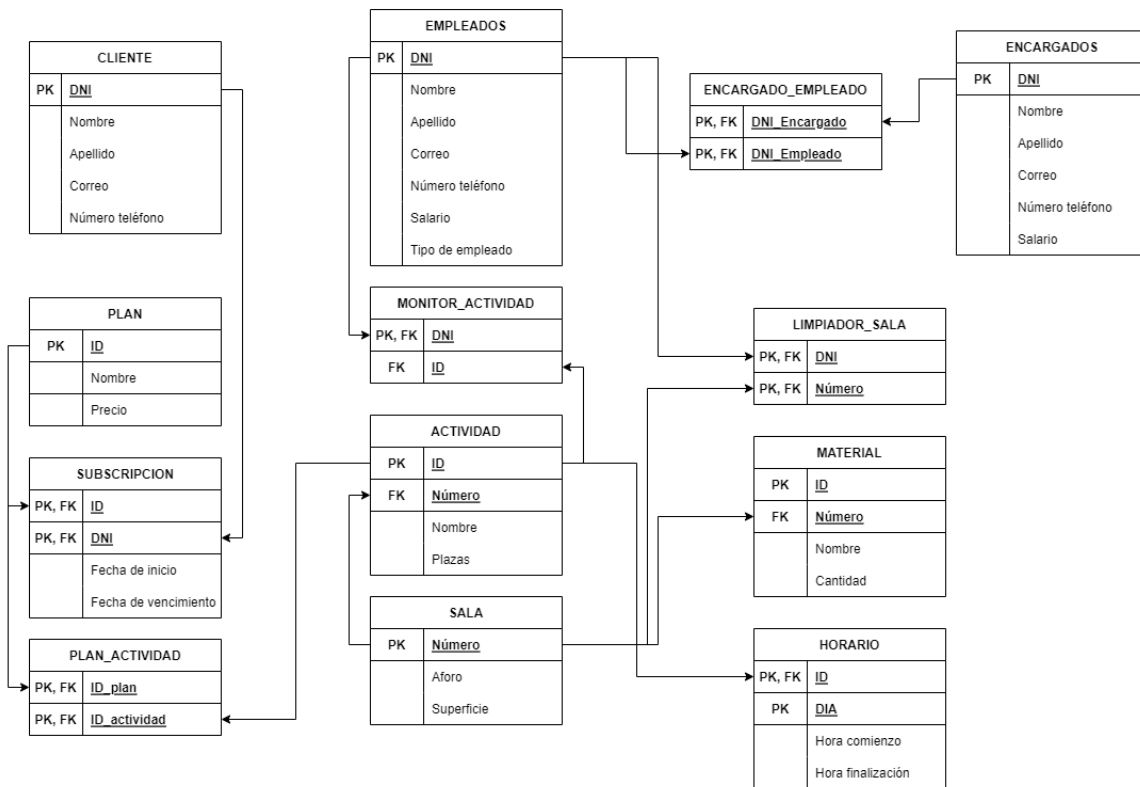 CLIENTE
PK DNI
Nombre
Apellido
Correo
Número teléfono
PLAN
PK ID
Nombre
Precio
SUBSCRIPCION
PK, FK ID
PK, FK DNI
Fecha de inicio
Fecha de vencimiento
PLAN_ACTIVIDAD
PK, FK ID_plan
PK, FK ID_actividad
EMPLEADOS
PK DNI
Nombre
Apellido
Correo
Número teléfono
Salario
Tipo de empleado
MONITOR_ACTIVIDAD
PK, FK DNI
FK ID
ACTIVIDAD
PK ID
FK Número
Nombre
Plazas
SALA
PK Número
Aforo
Superficie
ENCARGADO_EMPLEADO
PK, FK DNI_Encargado
PK, FK DNI_Empleado
LIMPIADOR_SALA
PK, FK DNI
PK, FK Número
MATERIAL
PK ID
FK Número
Nombre
Cantidad
HORARIO
PK, FK ID
PK DIA
Hora comienzo
Hora finalización
ENCARGADOS
PK DNI
Nombre
Apellido
Correo
Número teléfono
Salario